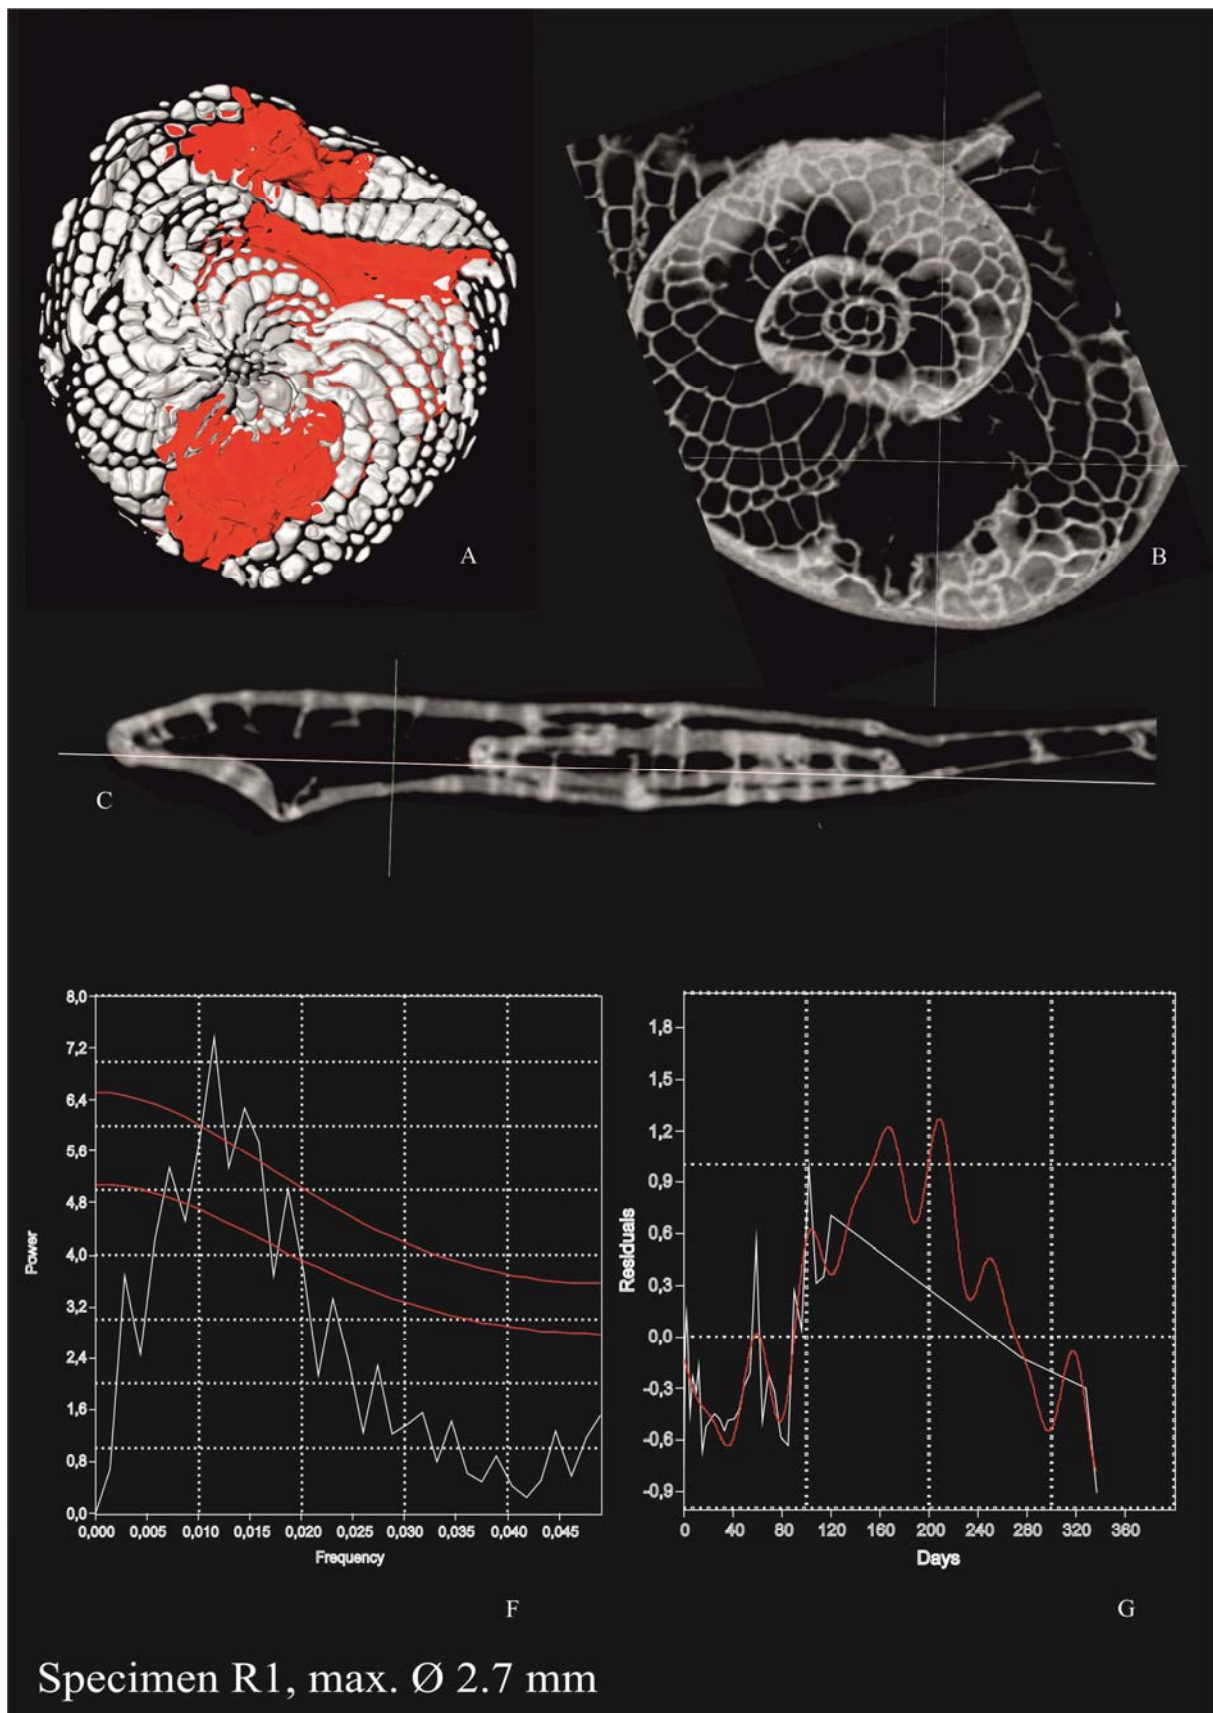 A
B
C
8,0
7,2
6,4
5,6
4,8
4,0
3,2
2,4
1,6
0,8
0,0
Power
0,000 0,005 0,010 0,015 0,020 0,025 0,030 0,035 0,040 0,045
Frequency
F
1,8
1,5
1,2
0,9
0,6
0,3
0,0
-0,3
-0,6
-0,9
Residuals
0 40 80 120 160 200 240 280 320 360
Days
G
Specimen R1, max. Ø 2.7 mm